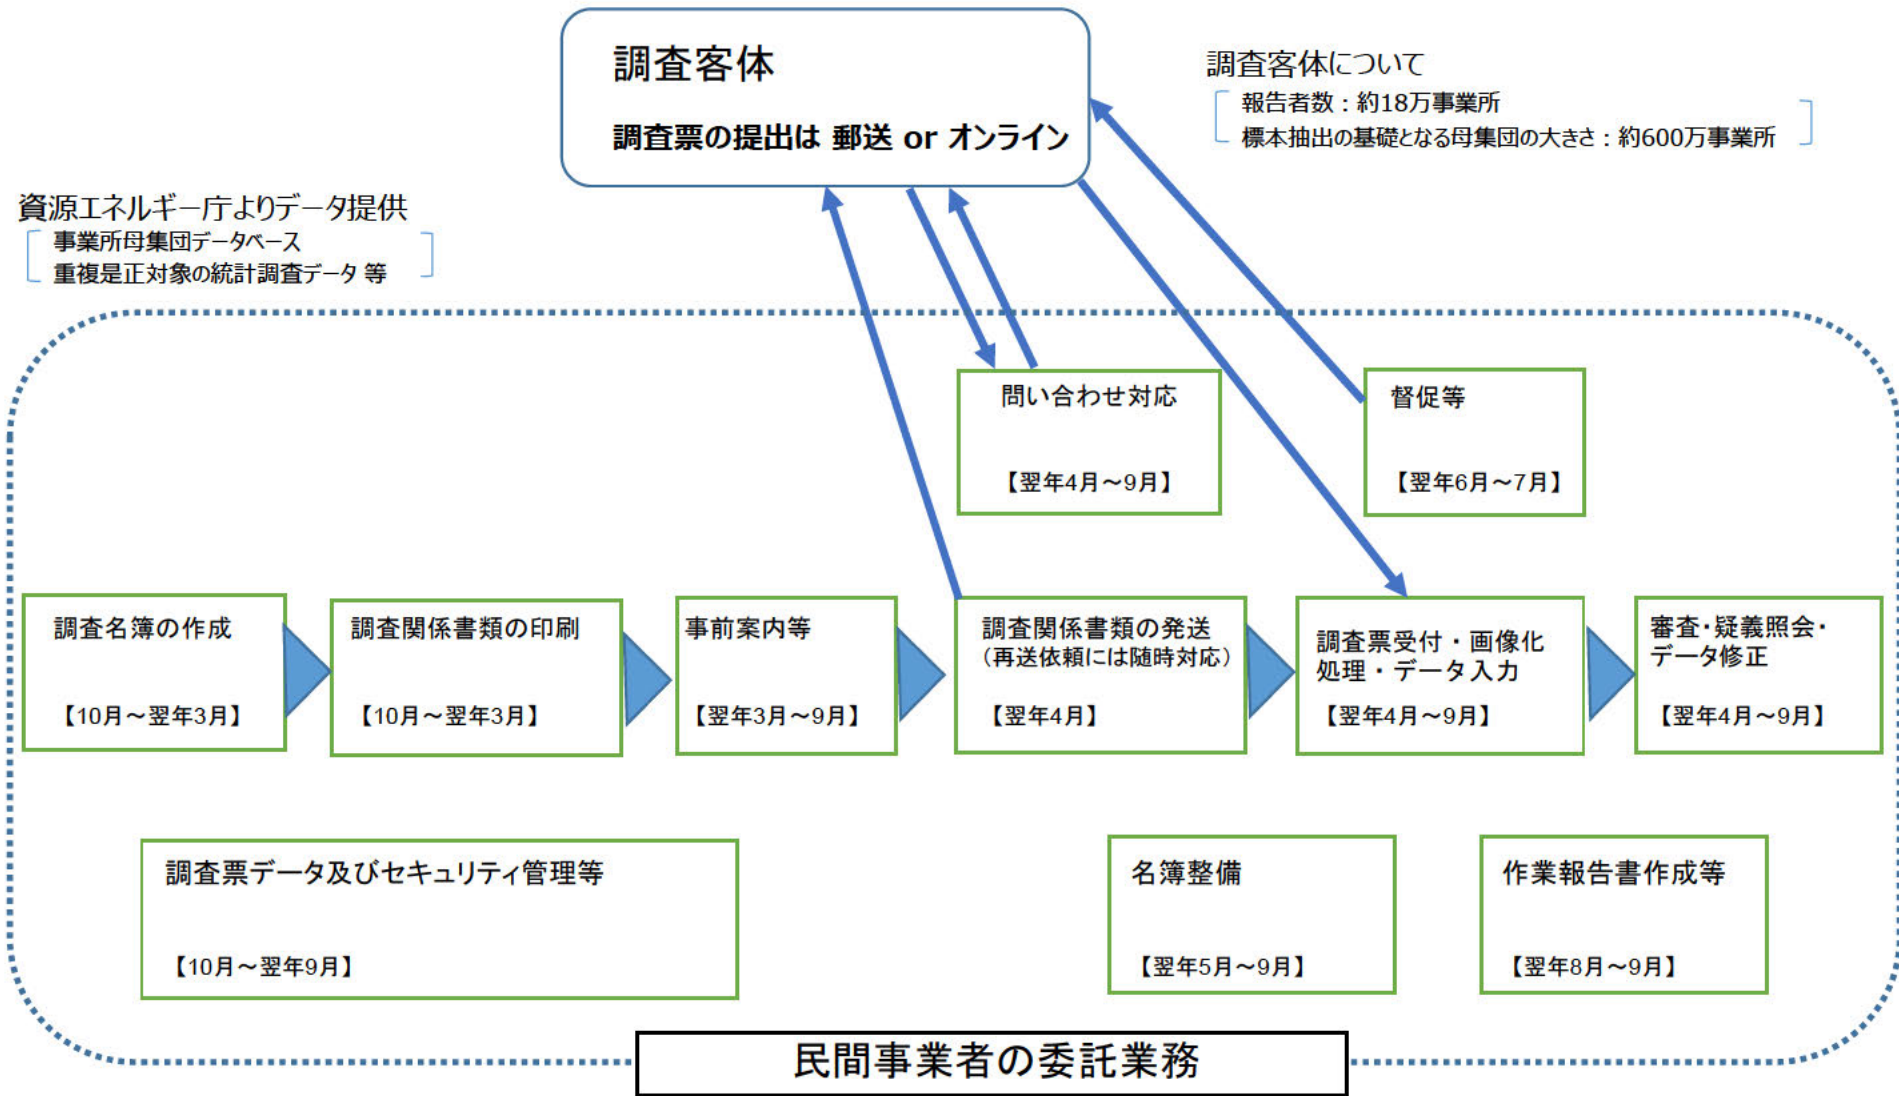 調査客体
調査票の提出は 郵送 or オンライン
調査客体について
報告者数：約18万事業所
標本抽出の基礎となる母集団の大きさ：約600万事業所
資源エネルギー庁よりデータ提供
事業所母集団データベース
重複是正対象の統計調査データ 等
問い合わせ対応
【翌年4月～9月】
督促等
【翌年6月～7月】
調査名簿の作成
【10月～翌年3月】
調査関係書類の印刷
【10月～翌年3月】
事前案内等
【翌年3月～9月】
調査関係書類の発送
（再送依頼には随時対応）
【翌年4月】
調査票受付・画像化
処理・データ入力
【翌年4月～9月】
審査・疑義照会・
データ修正
【翌年4月～9月】
調査票データ及びセキュリティ管理等
【10月～翌年9月】
名簿整備
【翌年5月～9月】
作業報告書作成等
【翌年8月～9月】
民間事業者の委託業務